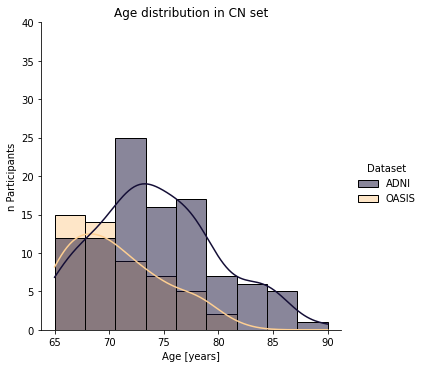 Age distribution in CN set
40
35
30
25
20
15
10
5
0
n Participants
65 70 75 80 85 90
Age [years]
Dataset
ADNI
OASIS